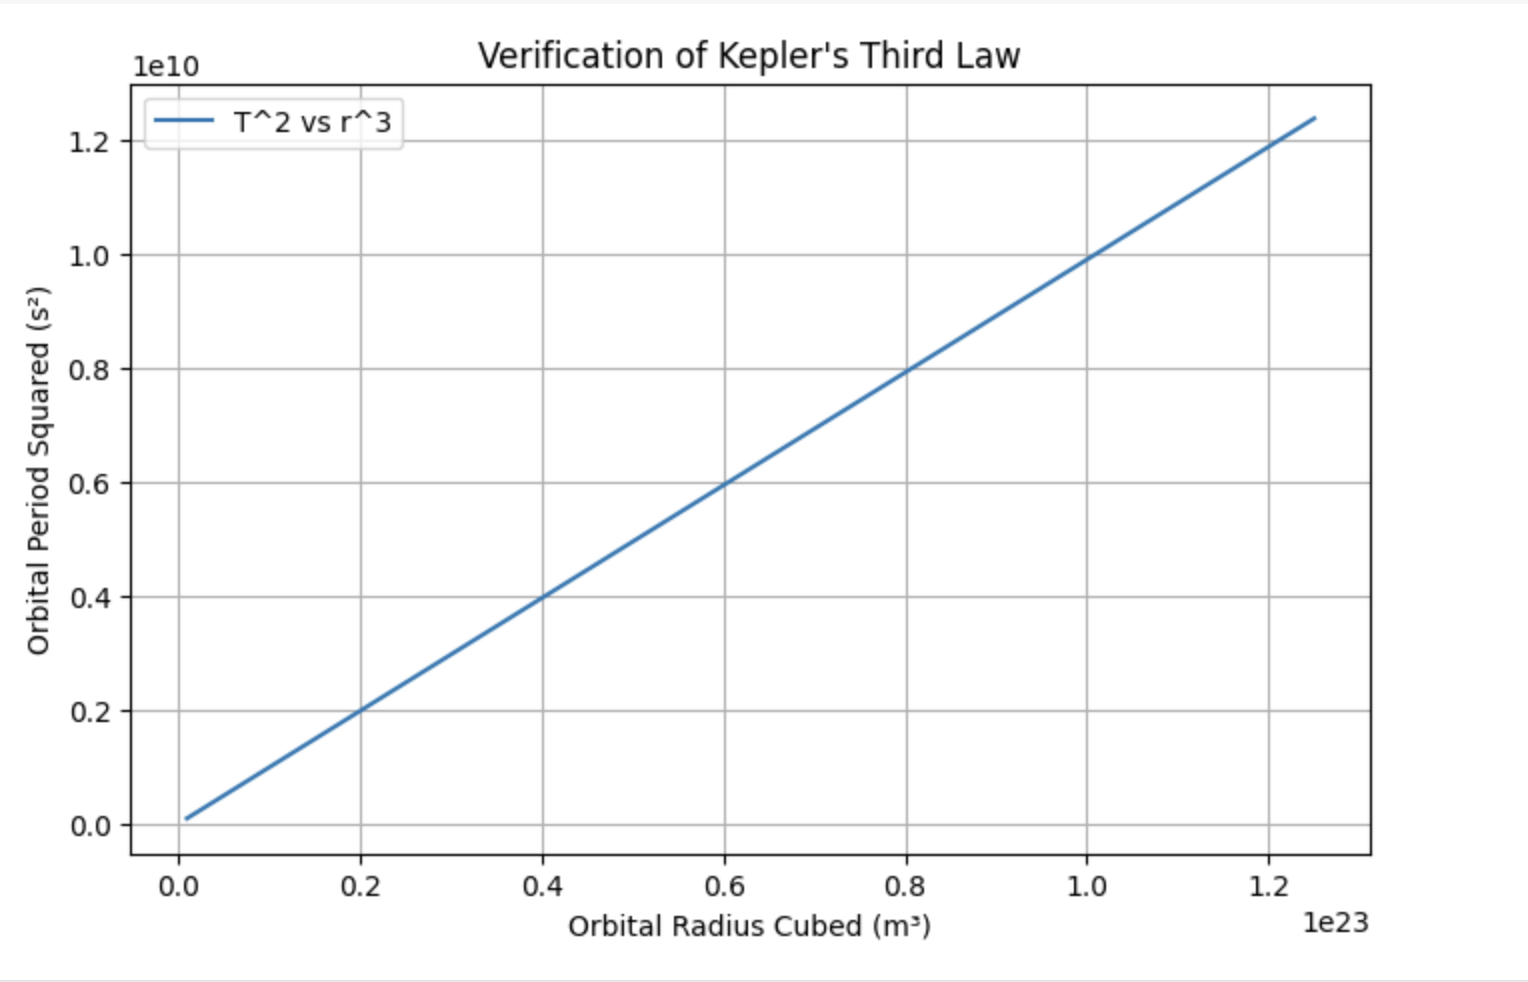 Verification of Kepler's Third Law
1e10
T^2 vs r^3
1.2
1.0
0.8
0.6
0.4
0.2
0.0
Orbital Period Squared (s²)
0.0 0.2 0.4 0.6 0.8 1.0 1.2
1e23
Orbital Radius Cubed (m³)